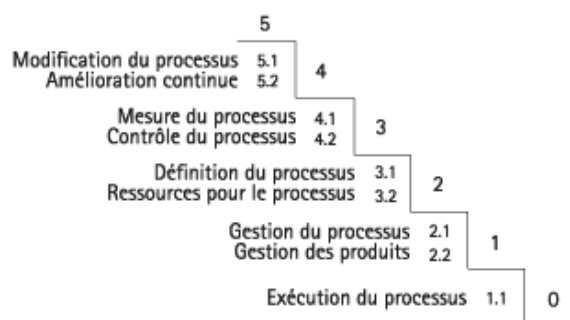 5
Modification du processus 5.1
Amélioration continue 5.2
4
Mesure du processus 4.1
Contrôle du processus 4.2
3
Définition du processus 3.1
Ressources pour le processus 3.2
2
Gestion du processus 2.1
Gestion des produits 2.2
1
Exécution du processus 1.1
0